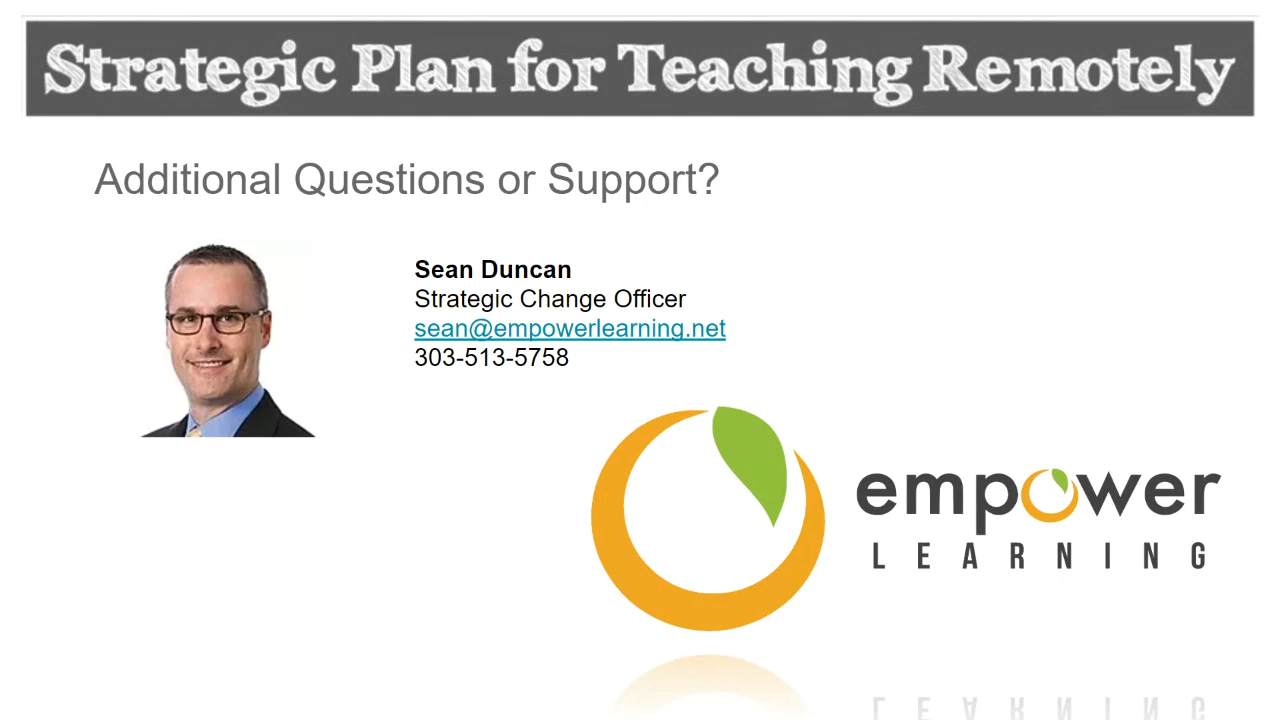 Strategic Plan for Teaching Remotely
Additional Questions or Support?
Sean Duncan
Strategic Change Officer
sean@empowerlearning.net
303-513-5758
empower
LEARNING
LEARNING